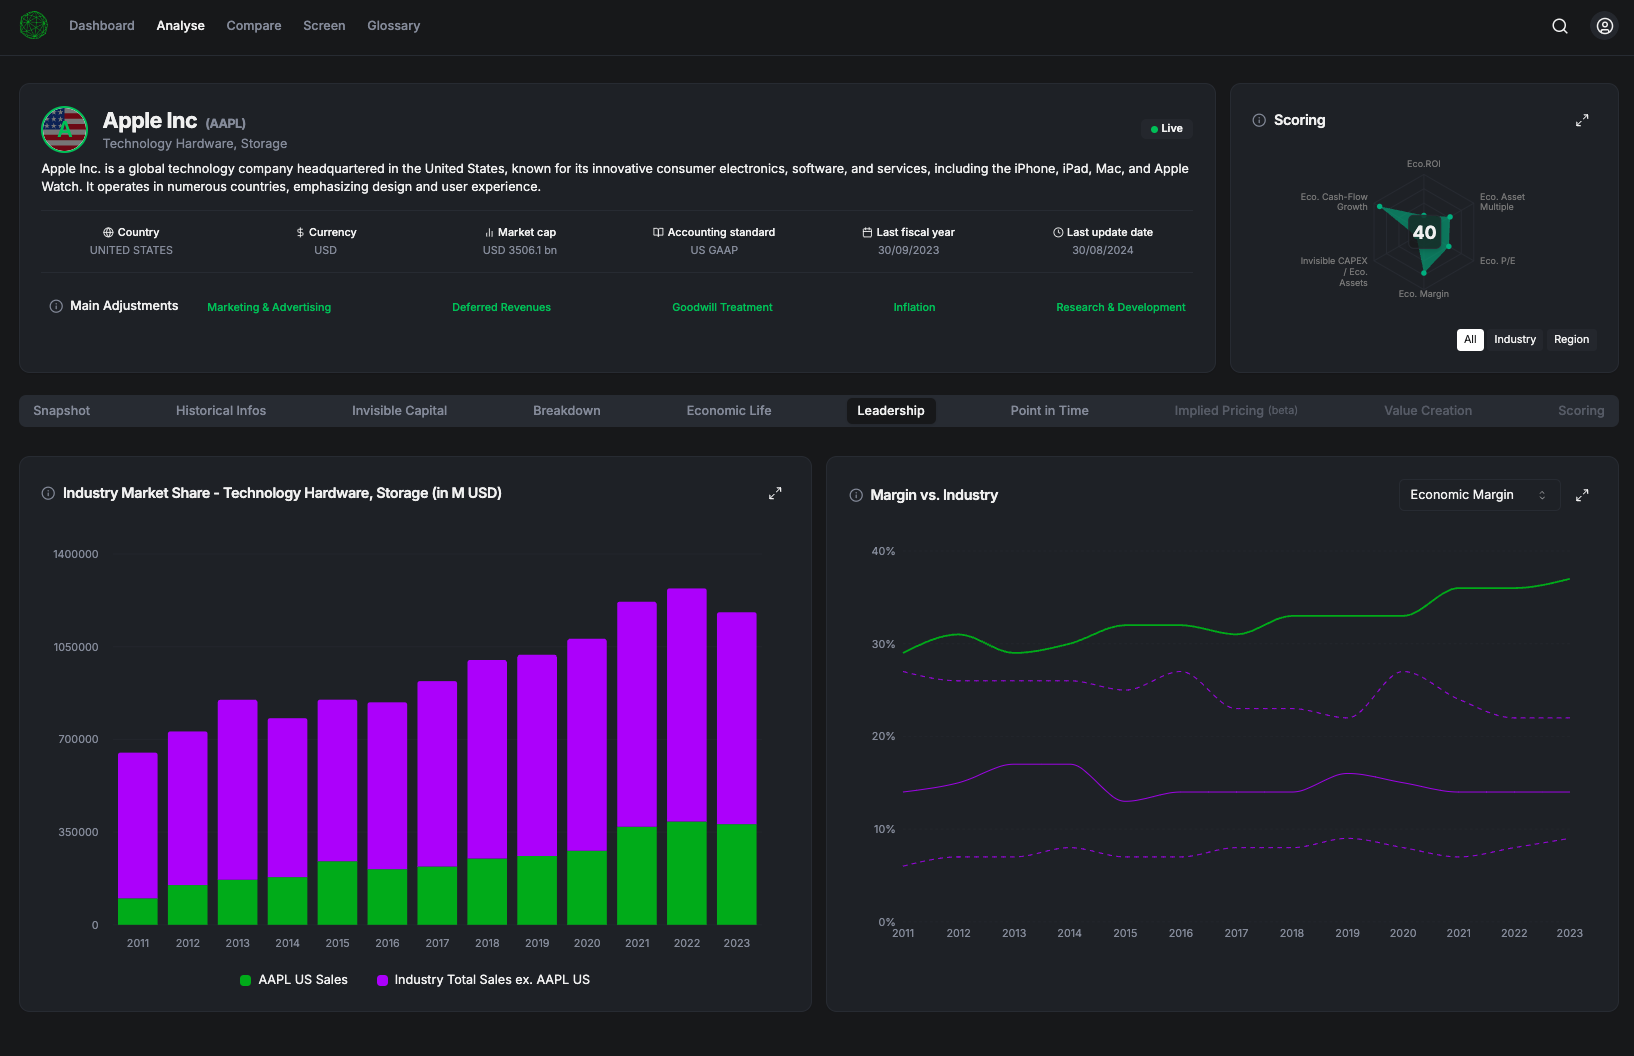 Dashboard Analyse Compare Screen Glossary
A
Apple Inc (AAPL)
Technology Hardware, Storage
Live
Apple Inc. is a global technology company headquartered in the United States, known for its innovative consumer electronics, software, and services, including the iPhone, iPad, Mac, and Apple
Watch. It operates in numerous countries, emphasizing design and user experience.
Country Currency Market cap Accounting standard Last fiscal year Last update date
UNITED STATES USD USD 3506.1 bn US GAAP 30/09/2023 30/08/2024
Main Adjustments Marketing & Advertising Deferred Revenues Goodwill Treatment Inflation Research & Development
Scoring
Eco.ROI
Eco. Asset
Multiple
Eco. P/E
Eco. Margin
Invisible CAPEX
/ Eco.
Assets
Eco. Cash-Flow
Growth
40
All Industry Region
Snapshot Historical Infos Invisible Capital Breakdown Economic Life Leadership Point in Time Implied Pricing (beta) Value Creation Scoring
Industry Market Share - Technology Hardware, Storage (in M USD)
1400000
1050000
700000
350000
0
2011 2012 2013 2014 2015 2016 2017 2018 2019 2020 2021 2022 2023
AAPL US Sales Industry Total Sales ex. AAPL US
Margin vs. Industry
Economic Margin
40%
30%
20%
10%
0%
2011 2012 2013 2014 2015 2016 2017 2018 2019 2020 2021 2022 2023